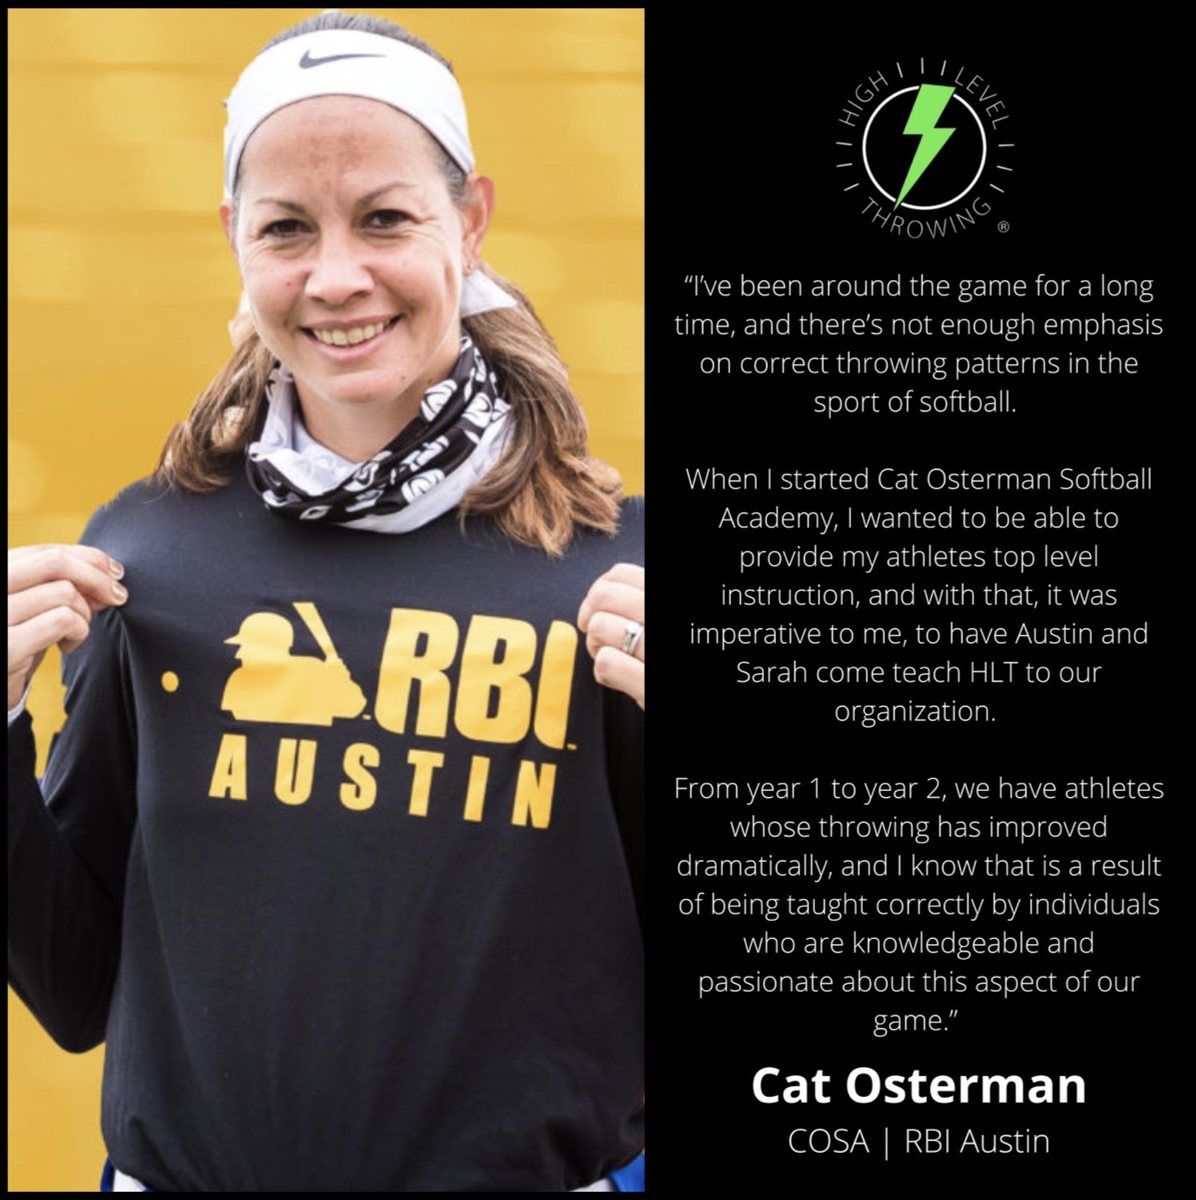 RBI
AUSTIN
HIGH LEVEL
THROWING ®
“I’ve been around the game for a long
time, and there’s not enough emphasis
on correct throwing patterns in the
sport of softball.
When I started Cat Osterman Softball
Academy, I wanted to be able to
provide my athletes top level
instruction, and with that, it was
imperative to me, to have Austin and
Sarah come teach HLT to our
organization.
From year 1 to year 2, we have athletes
whose throwing has improved
dramatically, and I know that is a result
of being taught correctly by individuals
who are knowledgeable and
passionate about this aspect of our
game.”
Cat Osterman
COSA | RBI Austin